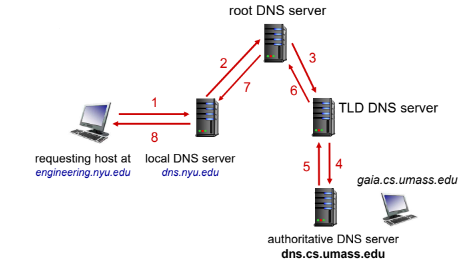 root DNS server
2
3
7
6
1
TLD DNS server
8
requesting host at
engineering.nyu.edu
local DNS server
dns.nyu.edu
5
4
gaia.cs.umass.edu
authoritative DNS server
dns.cs.umass.edu